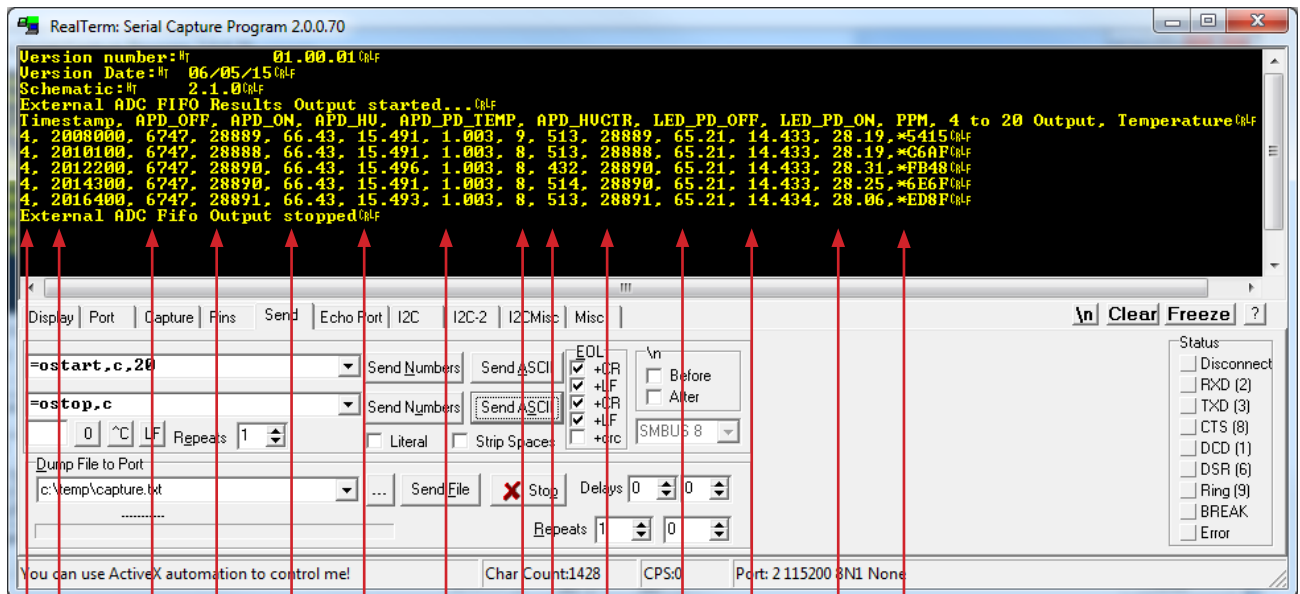 RealTerm: Serial Capture Program 2.0.0.70
Version number:HT 01.00.01CRLF
Version Date:HT 06/05/15CRLF
Schematic:HT 2.1.0CRLF
External ADC FIFO Results Output started...CRLF
Timestamp, APD_OFF, APD_ON, APD_HV, APD_PD_TEMP, APD_HVCTR, LED_PD_OFF, LED_PD_ON, PPM, 4 to 20 Output, TemperatureCRLF
4, 2008000, 6747, 28889, 66.43, 15.491, 1.003, 9, 513, 28889, 65.21, 14.433, 28.19,*5415CRLF
4, 2010100, 6747, 28888, 66.43, 15.491, 1.003, 8, 513, 28888, 65.21, 14.433, 28.19,*C6AFCRLF
4, 2012200, 6747, 28890, 66.43, 15.496, 1.003, 8, 432, 28890, 65.21, 14.433, 28.31,*FB48CRLF
4, 2014300, 6747, 28890, 66.43, 15.491, 1.003, 8, 514, 28890, 65.21, 14.433, 28.25,*6E6FCRLF
4, 2016400, 6747, 28891, 66.43, 15.493, 1.003, 8, 513, 28891, 65.21, 14.434, 28.06,*ED8FCRLF
External ADC Fifo Output stoppedCRLF
Display Port Capture Pins Send Echo Port I2C I2C-2 I2CMisc Misc \n Clear Freeze ?
=ostart,c,20 Send Numbers Send ASCII
=ostop,c Send Numbers Send ASCII
EOL
+CR
+LF
+CR
+LF
+crc
\n
Before
After
SMBUS 8
0 ^C LF Repeats 1 Literal Strip Spaces
Dump File to Port
c:\temp\capture.txt ... Send File Stop Delays 0 0
-----------
Repeats 1 0
Status
Disconnect
RXD (2)
TXD (3)
CTS (8)
DCD (1)
DSR (6)
Ring (9)
BREAK
Error
You can use ActiveX automation to control me! Char Count:1428 CPS:0 Port: 2 115200 8N1 None